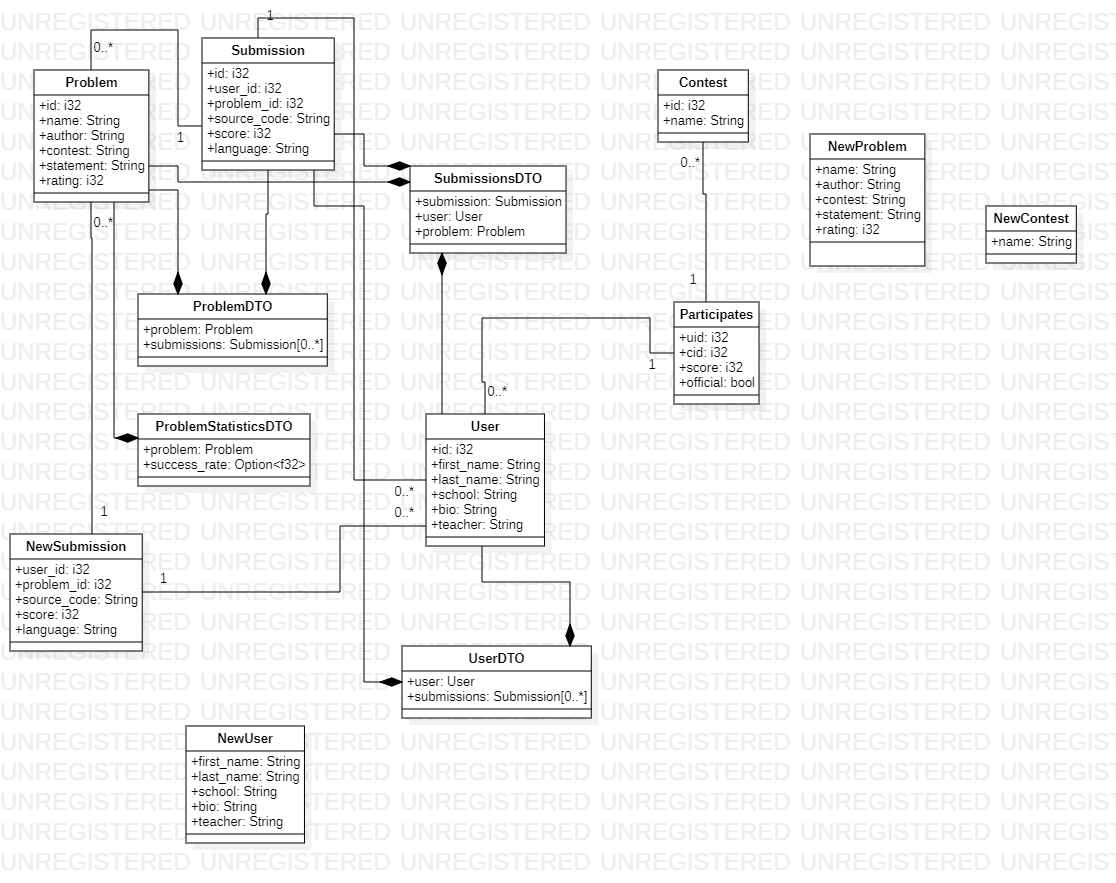 1
Submission
+id: i32
+user_id: i32
+problem_id: i32
+source_code: String
+score: i32
+language: String
0..*
1
Problem
+id: i32
+name: String
+author: String
+contest: String
+statement: String
+rating: i32
0..*
SubmissionsDTO
+submission: Submission
+user: User
+problem: Problem
Contest
+id: i32
+name: String
0..*
1
NewProblem
+name: String
+author: String
+contest: String
+statement: String
+rating: i32
NewContest
+name: String
ProblemDTO
+problem: Problem
+submissions: Submission[0..*]
Participates
+uid: i32
+cid: i32
+score: i32
+official: bool
1
0..*
ProblemStatisticsDTO
+problem: Problem
+success_rate: Option<f32>
User
+id: i32
+first_name: String
+last_name: String
+school: String
+bio: String
+teacher: String
0..*
0..*
1
NewSubmission
+user_id: i32
+problem_id: i32
+source_code: String
+score: i32
+language: String
1
UserDTO
+user: User
+submissions: Submission[0..*]
NewUser
+first_name: String
+last_name: String
+school: String
+bio: String
+teacher: String
UNREGISTERED